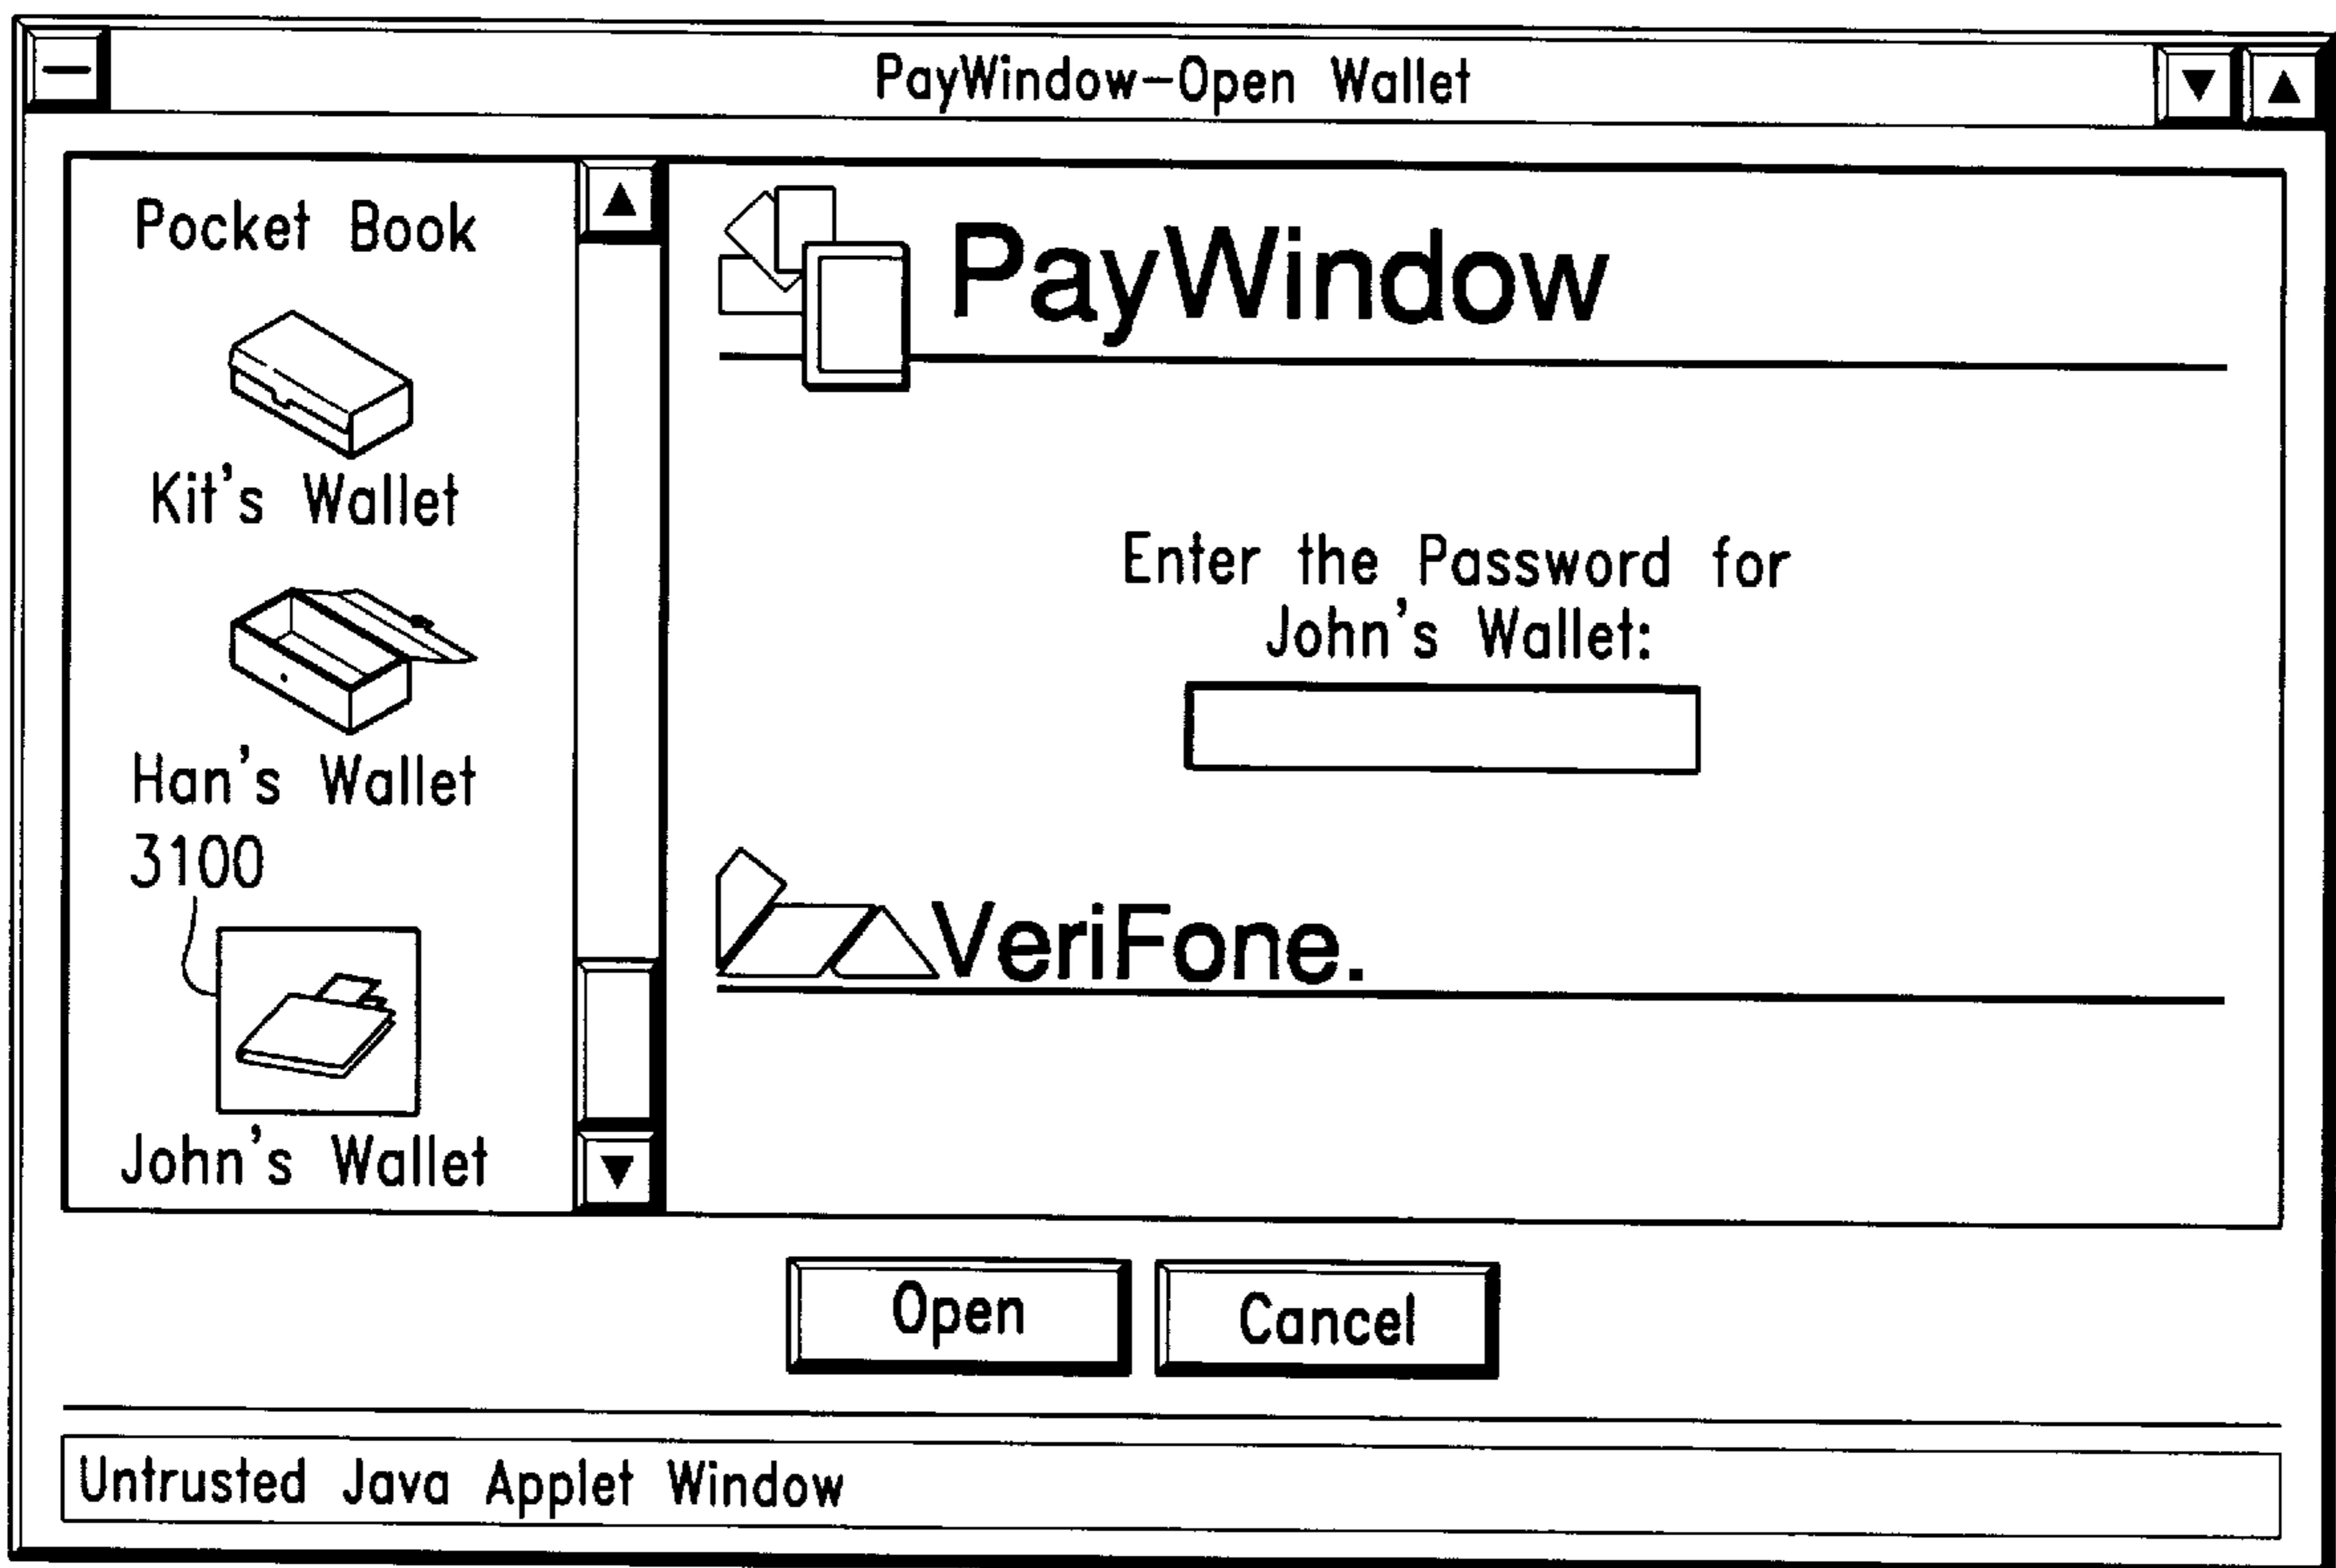 PayWindow-Open Wallet
Pocket Book
Kit's Wallet
Han's Wallet
3100
John's Wallet
PayWindow
Enter the Password for
John's Wallet:
VeriFone.
Open
Cancel
Untrusted Java Applet Window